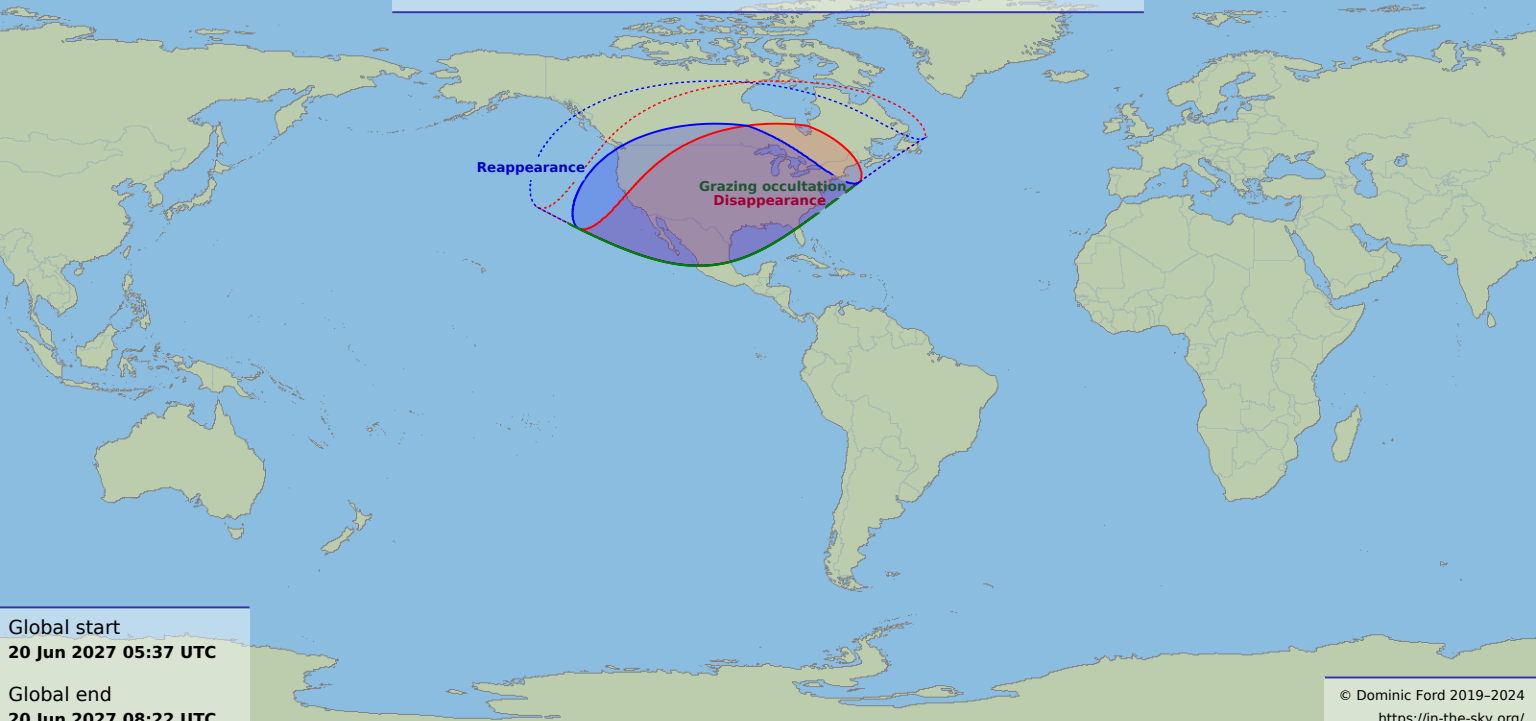 Reappearance
Grazing occultation
Disappearance
Global start
20 Jun 2027 05:37 UTC
Global end
20 Jun 2027 08:22 UTC
© Dominic Ford 2019–2024
https://in-the-sky.org/